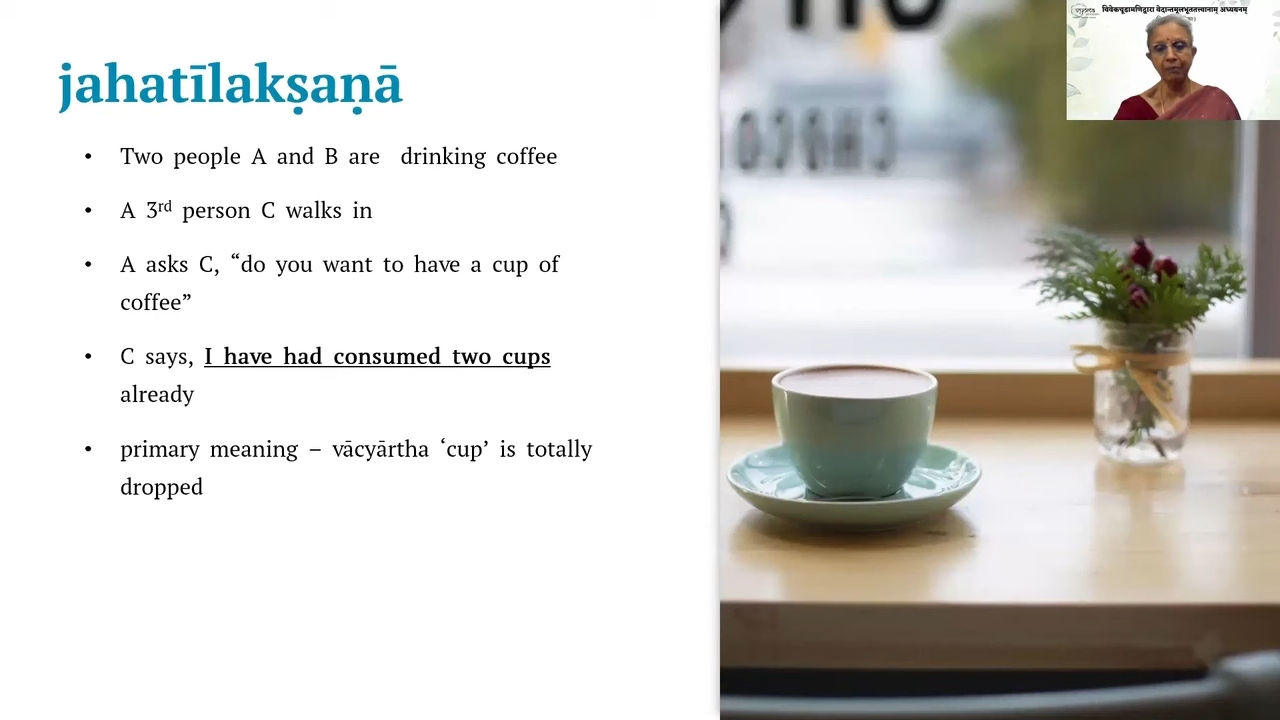 jahatīlakṣaṇā
• Two people A and B are drinking coffee
• A 3rd person C walks in
• A asks C, “do you want to have a cup of
coffee”
• C says, I have had consumed two cups
already
• primary meaning – vācyārtha ‘cup’ is totally
dropped
विवेकचूडामणिद्वारा वेदान्तमूलभूततत्त्वानाम् अध्ययनम्